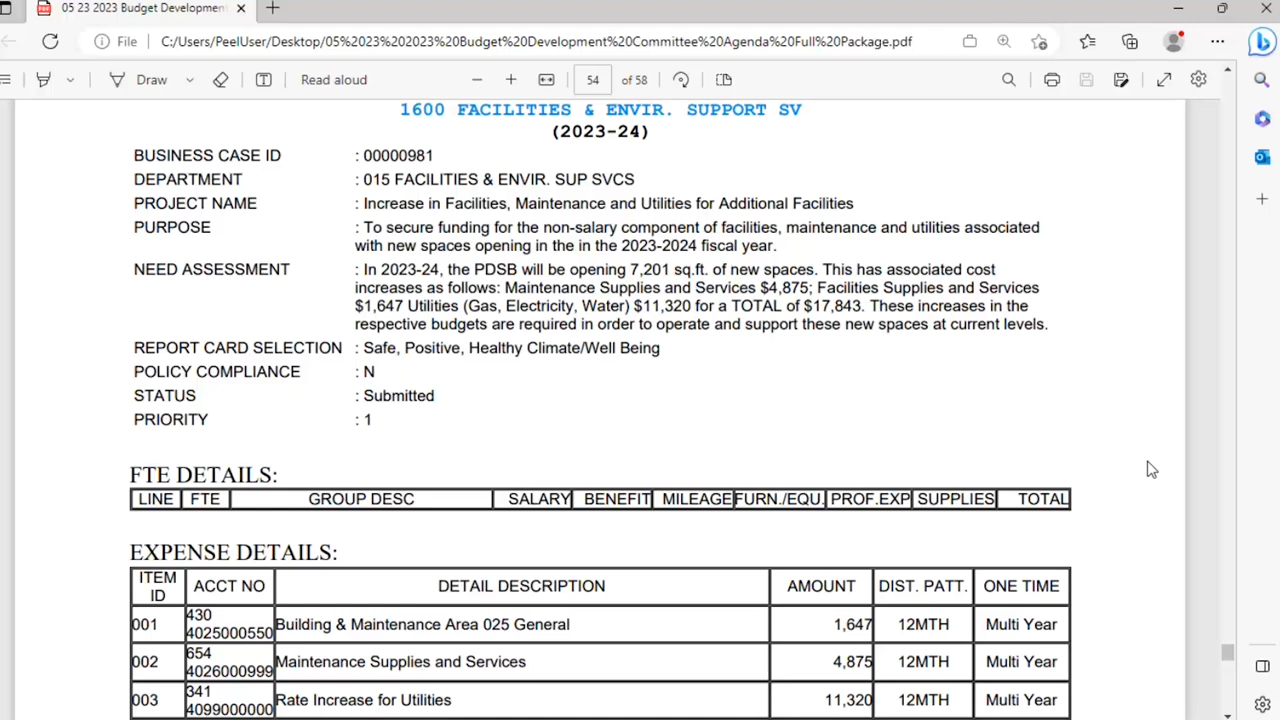 05 23 2023 Budget Developmen
File C:/Users/PeelUser/Desktop/05%2023%202023%20Budget%20Development%20Committee%20Agenda%20Full%20Package.pdf
Draw Read aloud 54 of 58
1600 FACILITIES & ENVIR. SUPPORT SV
(2023-24)
BUSINESS CASE ID : 00000981
DEPARTMENT : 015 FACILITIES & ENVIR. SUP SVCS
PROJECT NAME : Increase in Facilities, Maintenance and Utilities for Additional Facilities
PURPOSE : To secure funding for the non-salary component of facilities, maintenance and utilities associated
with new spaces opening in the in the 2023-2024 fiscal year.
NEED ASSESSMENT : In 2023-24, the PDSB will be opening 7,201 sq.ft. of new spaces. This has associated cost
increases as follows: Maintenance Supplies and Services $4,875; Facilities Supplies and Services
$1,647 Utilities (Gas, Electricity, Water) $11,320 for a TOTAL of $17,843. These increases in the
respective budgets are required in order to operate and support these new spaces at current levels.
REPORT CARD SELECTION : Safe, Positive, Healthy Climate/Well Being
POLICY COMPLIANCE : N
STATUS : Submitted
PRIORITY : 1
FTE DETAILS:
LINE FTE GROUP DESC SALARY BENEFIT MILEAGE FURN./EQU. PROF.EXP SUPPLIES TOTAL
EXPENSE DETAILS:
ITEM ID ACCT NO DETAIL DESCRIPTION AMOUNT DIST. PATT. ONE TIME
001 430 4025000550 Building & Maintenance Area 025 General 1,647 12MTH Multi Year
002 654 4026000999 Maintenance Supplies and Services 4,875 12MTH Multi Year
003 341 4099000000 Rate Increase for Utilities 11,320 12MTH Multi Year